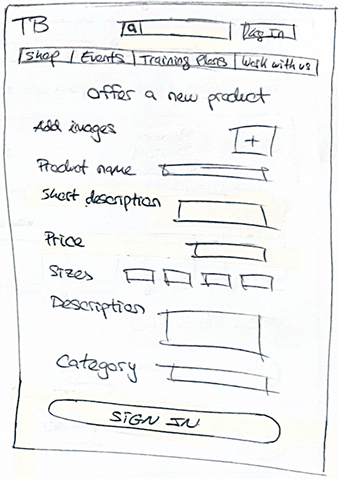 TB Log In
Shop Events Training Plans Work with us
Offer a new product
Add images +
Product name
Short description
Price
Sizes
Description
Category
SIGN IN